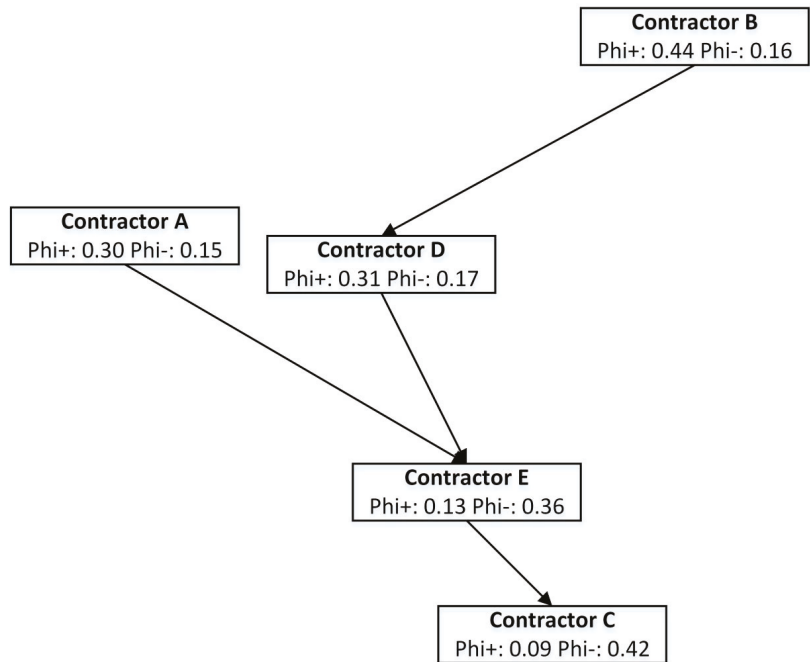 Contractor B
Phi+: 0.44 Phi-: 0.16
Contractor A
Phi+: 0.30 Phi-: 0.15
Contractor D
Phi+: 0.31 Phi-: 0.17
Contractor E
Phi+: 0.13 Phi-: 0.36
Contractor C
Phi+: 0.09 Phi-: 0.42